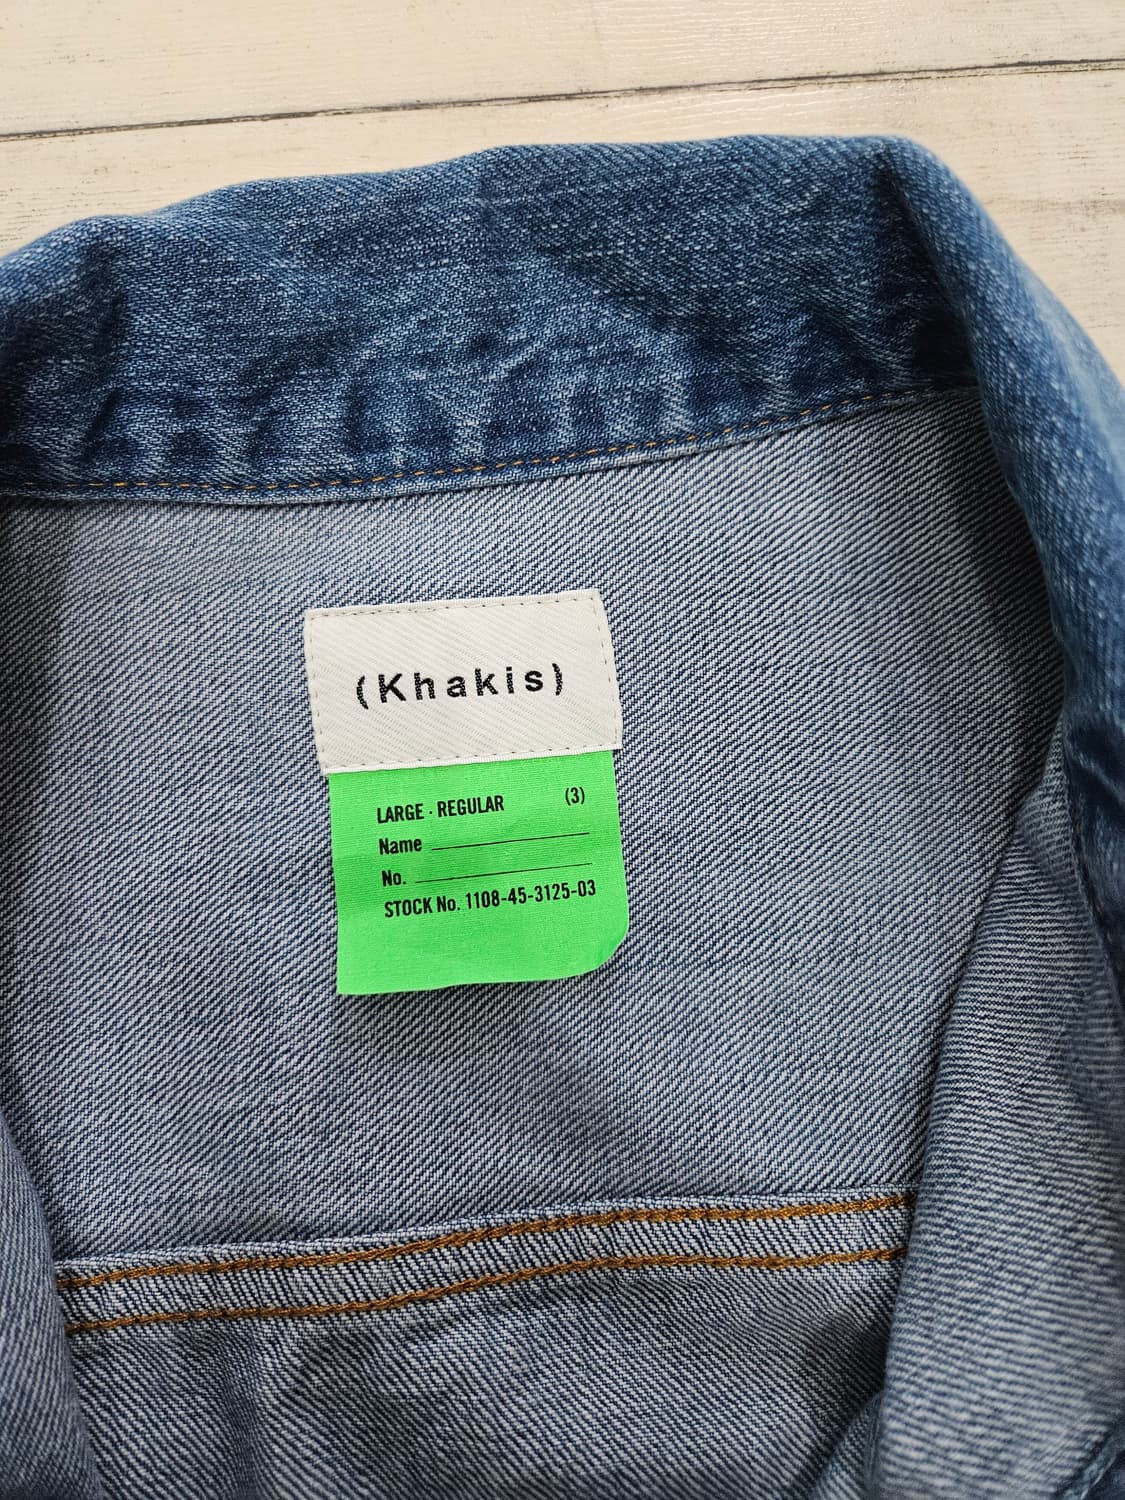 (Khakis)
LARGE · REGULAR (3)
Name
No.
STOCK No. 1108-45-3125-03